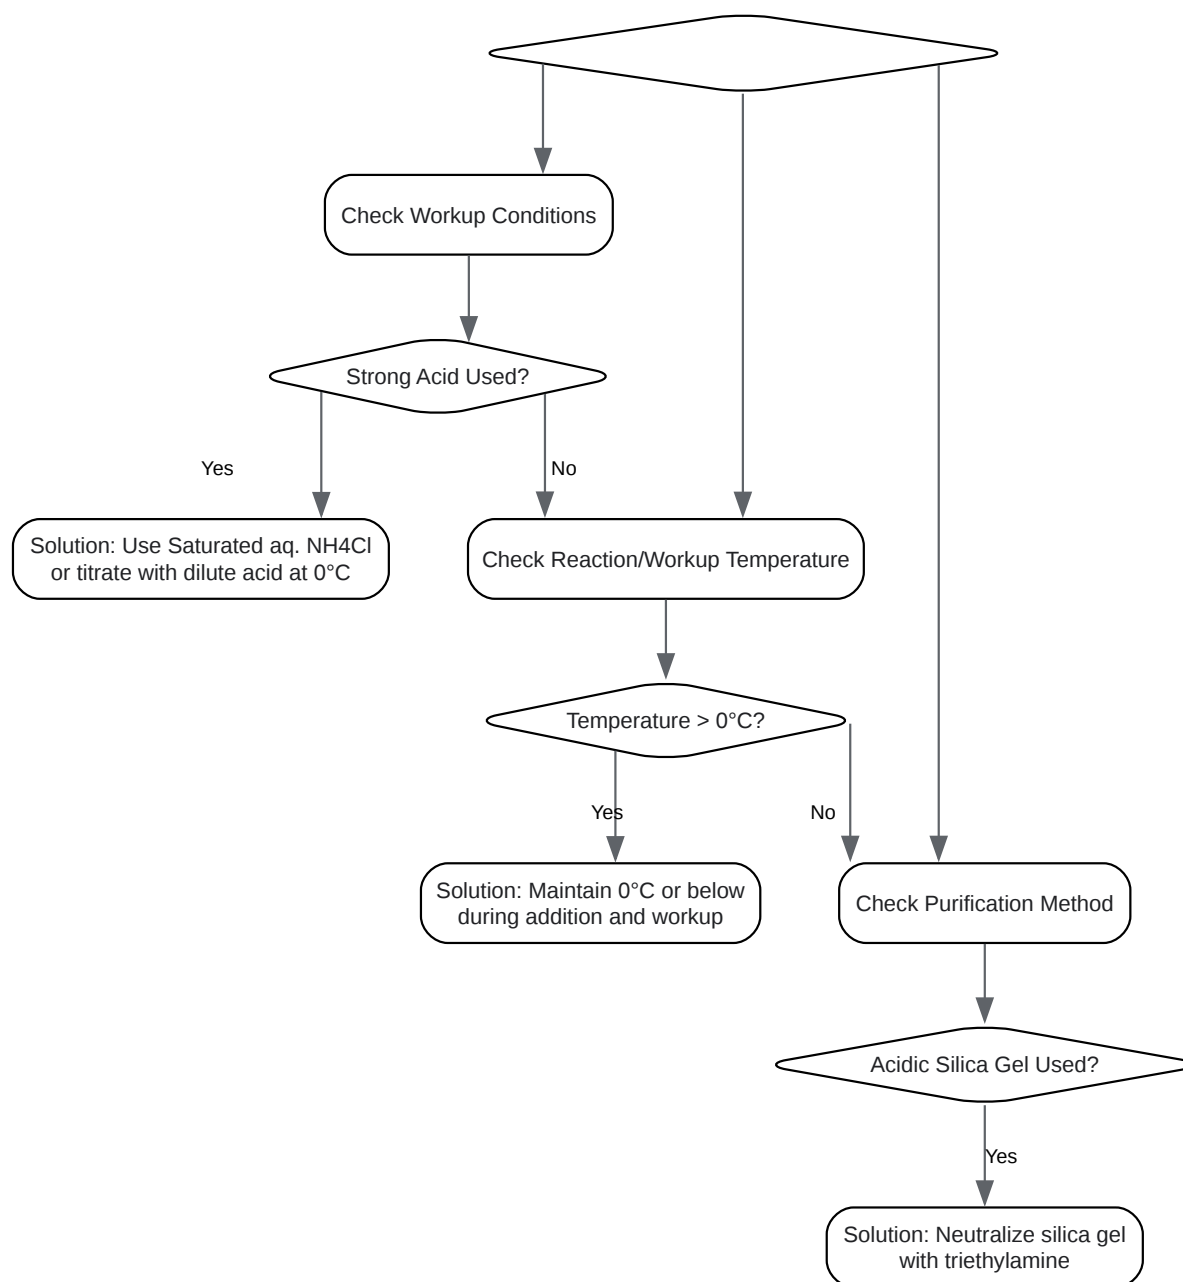 Check Workup Conditions
Strong Acid Used?
Yes
No
Solution: Use Saturated aq. NH4Cl
or titrate with dilute acid at 0°C
Check Reaction/Workup Temperature
Temperature > 0°C?
Yes
No
Solution: Maintain 0°C or below
during addition and workup
Check Purification Method
Acidic Silica Gel Used?
Yes
Solution: Neutralize silica gel
with triethylamine